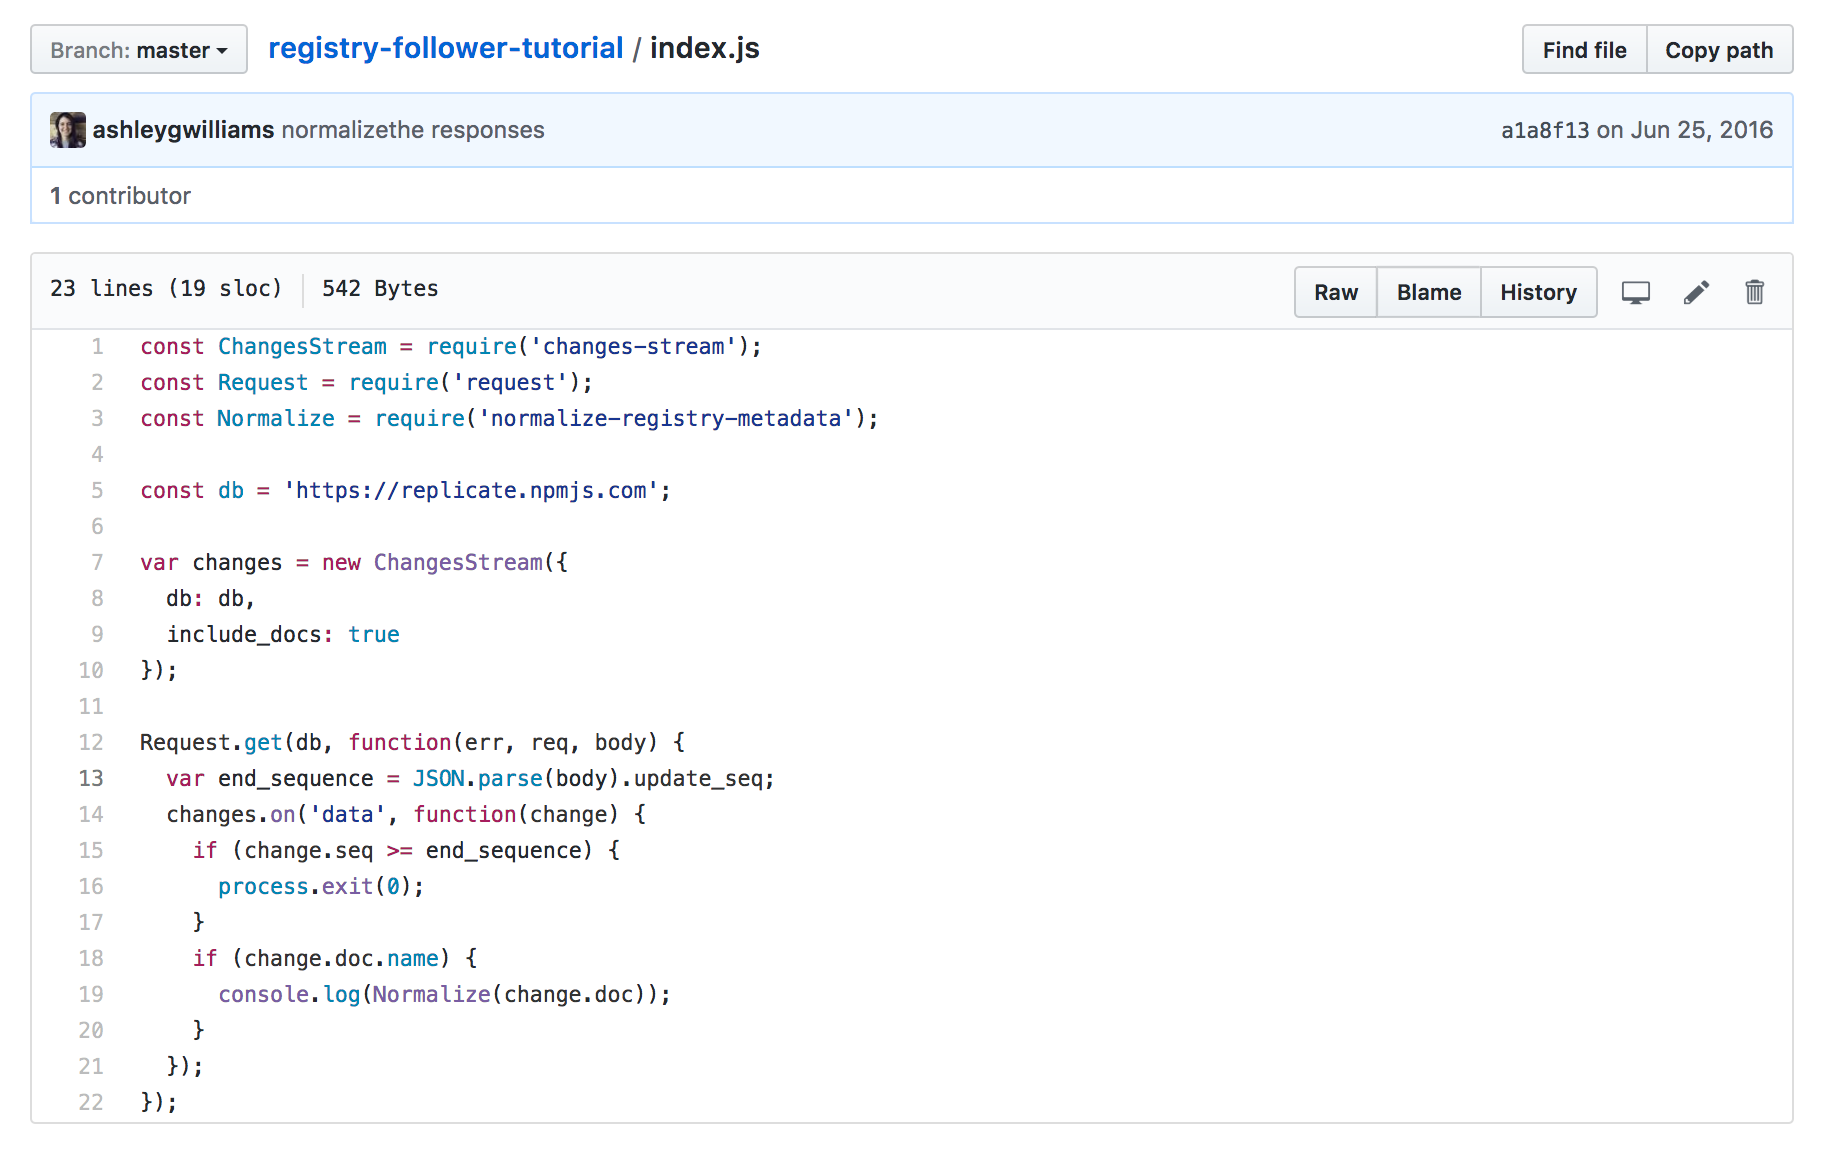 Branch: master registry-follower-tutorial / index.js Find file Copy path
ashleygwilliams normalizethe responses a1a8f13 on Jun 25, 2016
1 contributor
23 lines (19 sloc) 542 Bytes Raw Blame History
1 const ChangesStream = require('changes-stream');
2 const Request = require('request');
3 const Normalize = require('normalize-registry-metadata');
4
5 const db = 'https://replicate.npmjs.com';
6
7 var changes = new ChangesStream({
8   db: db,
9   include_docs: true
10 });
11
12 Request.get(db, function(err, req, body) {
13   var end_sequence = JSON.parse(body).update_seq;
14   changes.on('data', function(change) {
15     if (change.seq >= end_sequence) {
16       process.exit(0);
17     }
18     if (change.doc.name) {
19       console.log(Normalize(change.doc));
20     }
21   });
22 });